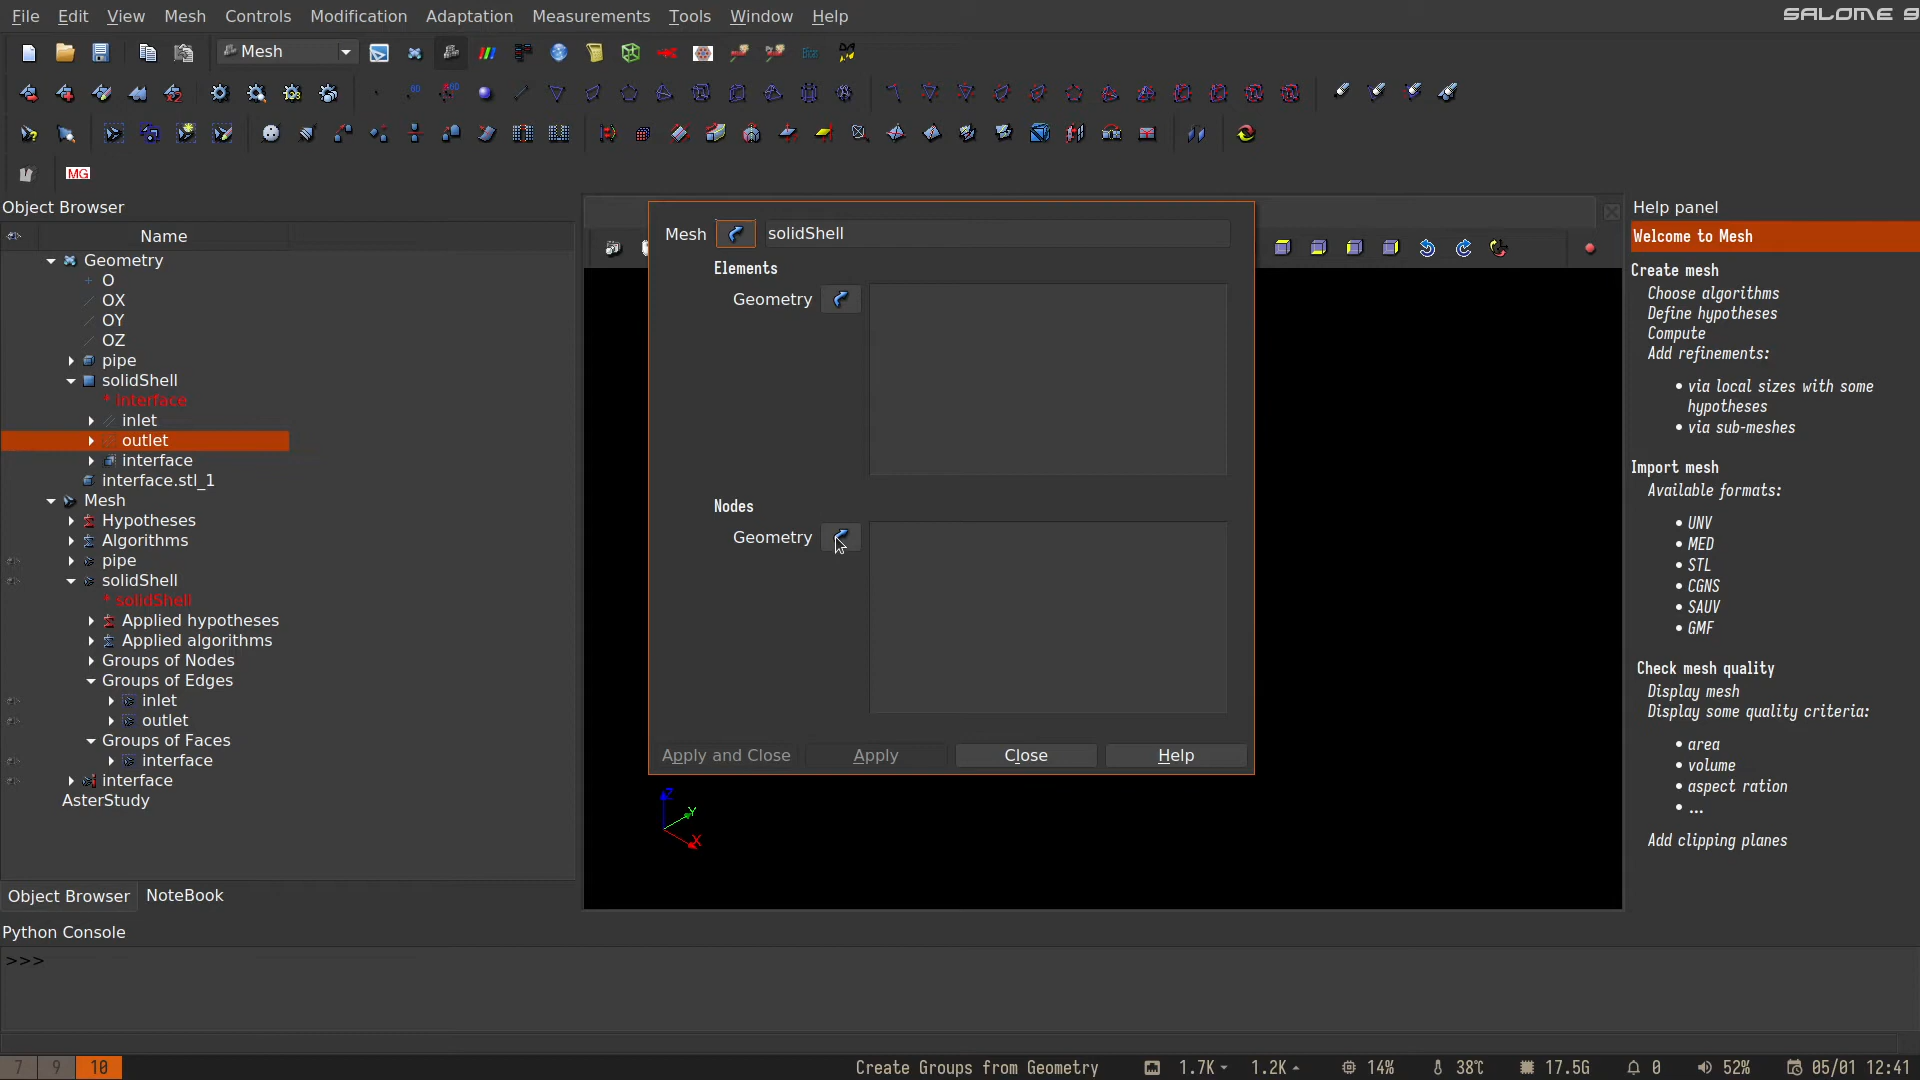 File Edit View Mesh Controls Modification Adaptation Measurements Tools Window Help
SALOME 9
Mesh
MG
Object Browser
Name
Geometry
O
OX
OY
OZ
pipe
solidShell
* interface
inlet
outlet
interface
interface.stl_1
Mesh
Hypotheses
Algorithms
pipe
solidShell
* solidShell
Applied hypotheses
Applied algorithms
Groups of Nodes
Groups of Edges
inlet
outlet
Groups of Faces
interface
interface
AsterStudy
Object Browser NoteBook
Mesh solidShell
Elements
Geometry
Nodes
Geometry
Apply and Close Apply Close Help
Z
Y
X
Help panel
Welcome to Mesh
Create mesh
Choose algorithms
Define hypotheses
Compute
Add refinements:
• via local sizes with some
hypotheses
• via sub-meshes
Import mesh
Available formats:
• UNV
• MED
• STL
• CGNS
• SAUV
• GMF
Check mesh quality
Display mesh
Display some quality criteria:
• area
• volume
• aspect ration
• ...
Add clipping planes
Python Console
>>>
7 9 10 Create Groups from Geometry 1.7K 1.2K 14% 38℃ 17.5G 0 52% 05/01 12:41